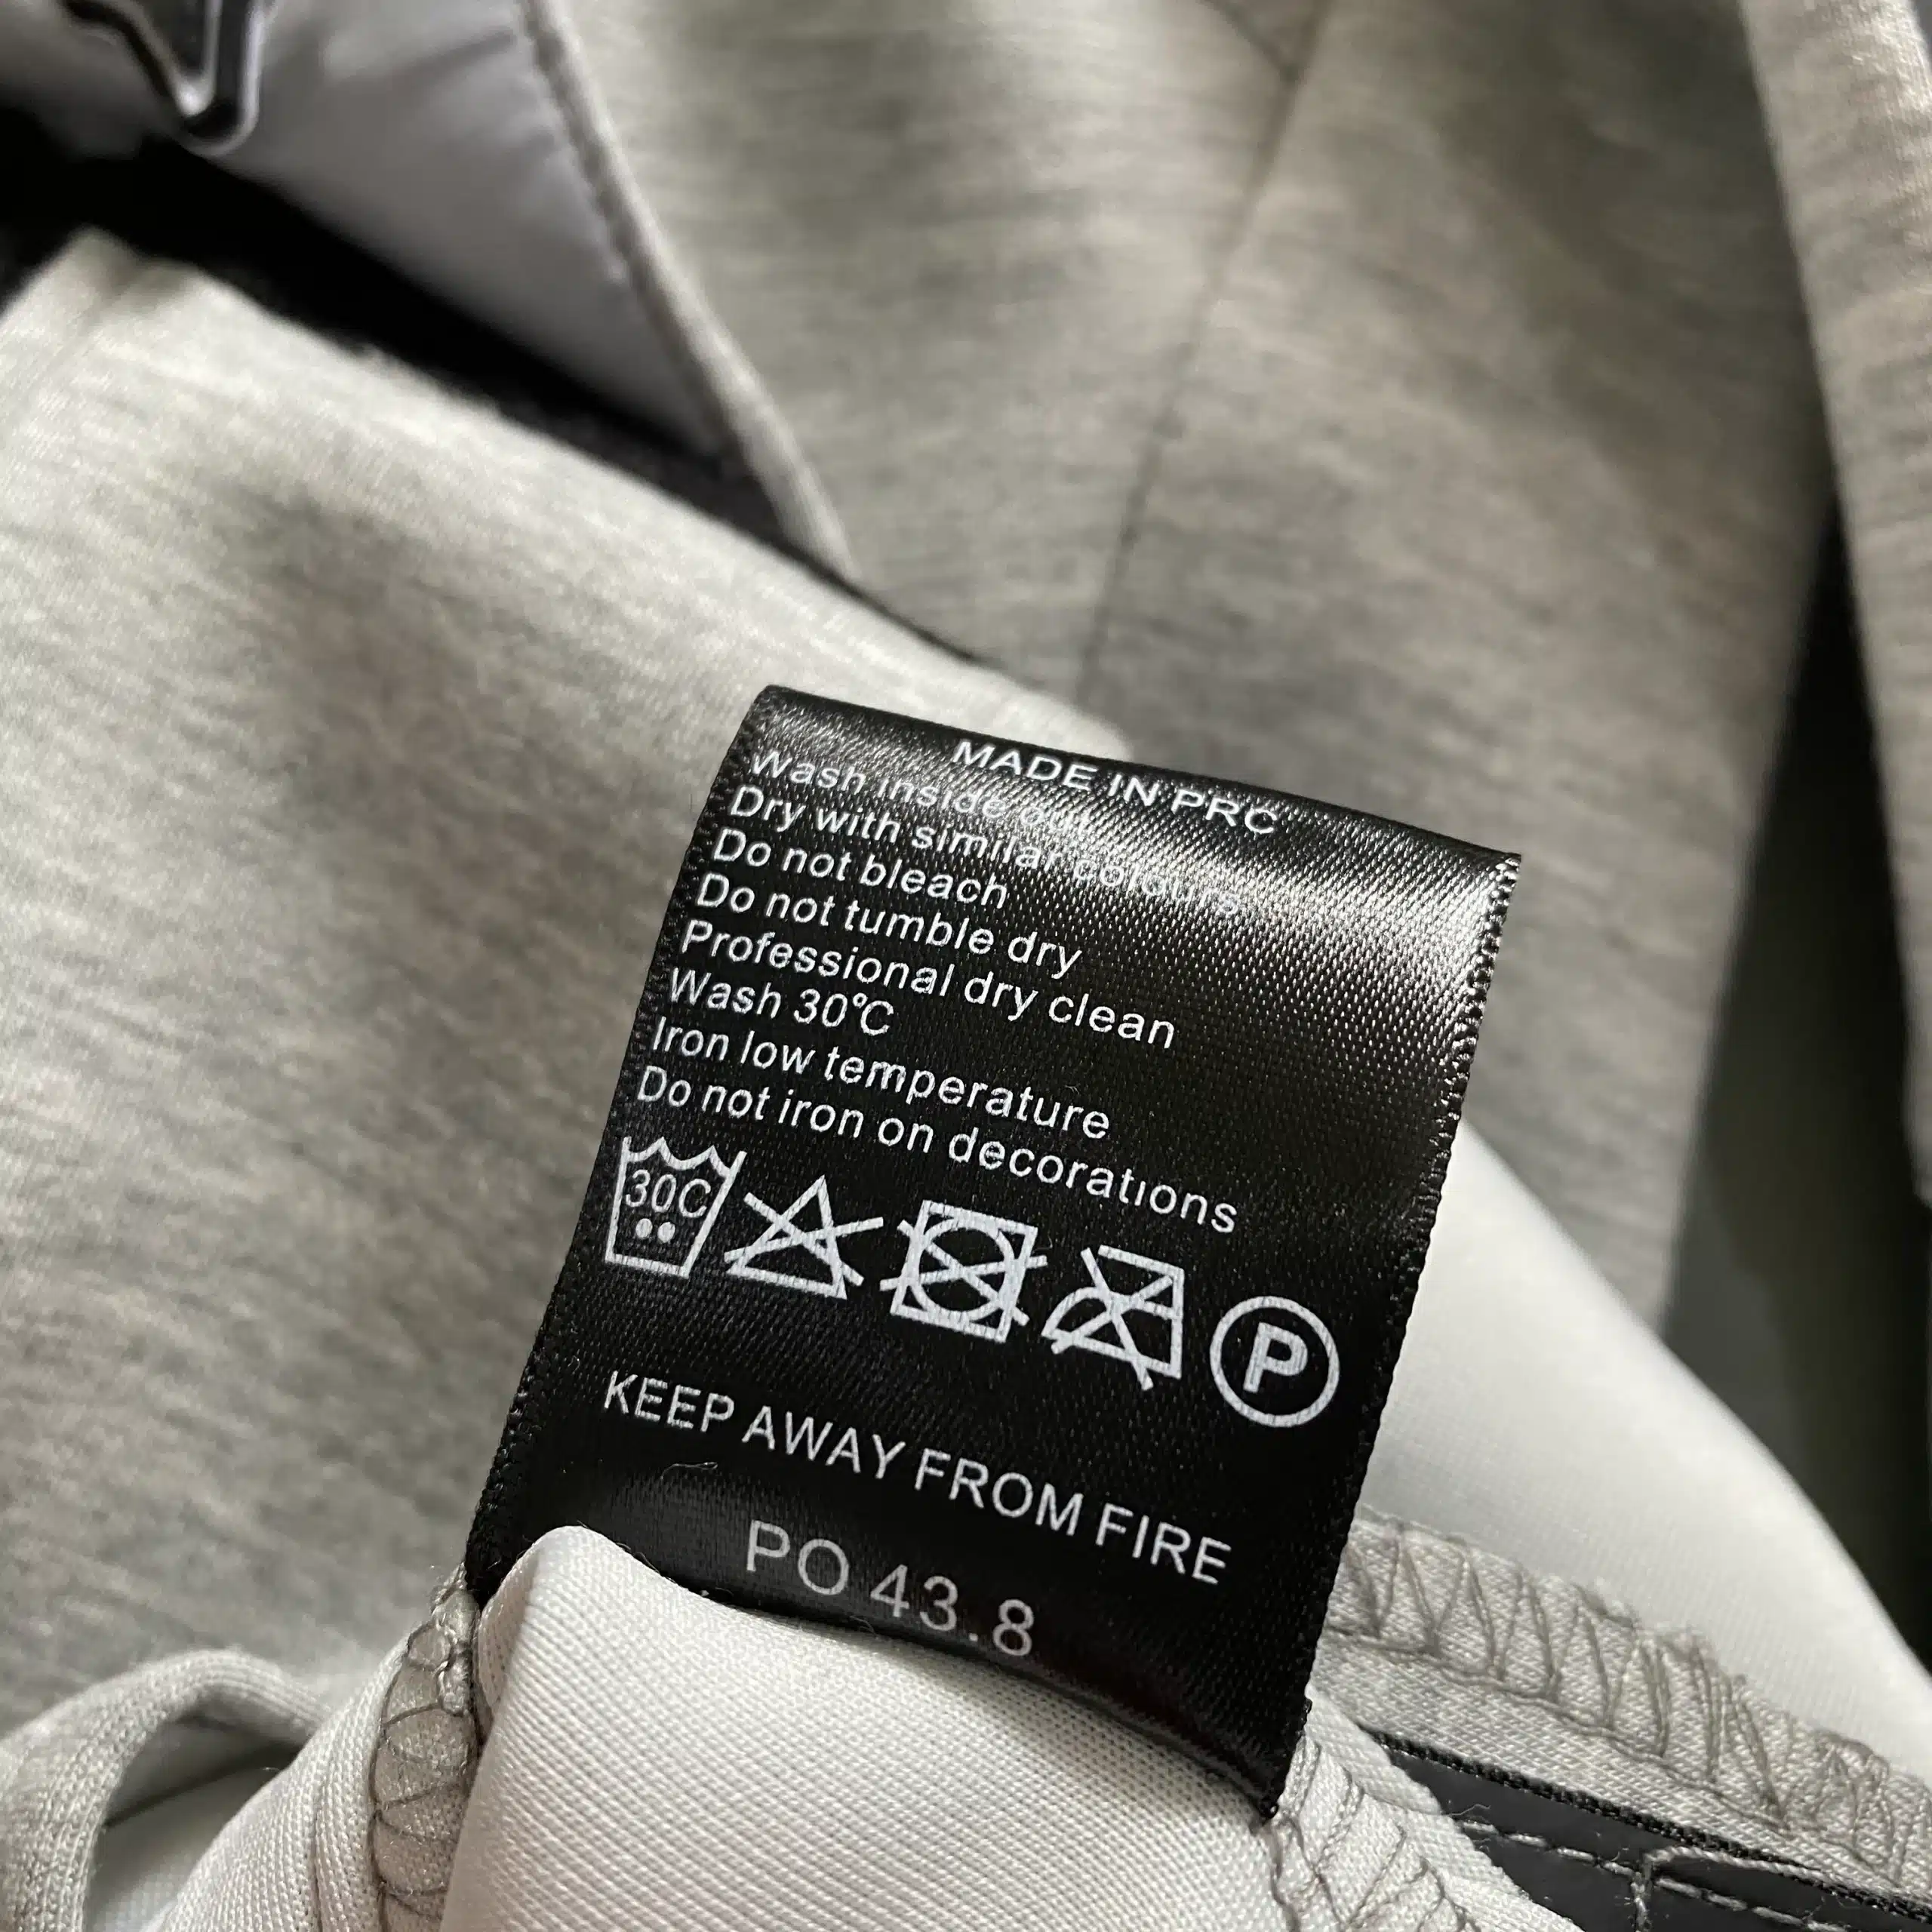 MADE IN PRC
Wash inside out
Dry with similar colours
Do not bleach
Do not tumble dry
Professional dry clean
Wash 30℃
Iron low temperature
Do not iron on decorations
30C
P
KEEP AWAY FROM FIRE
PO 43.8